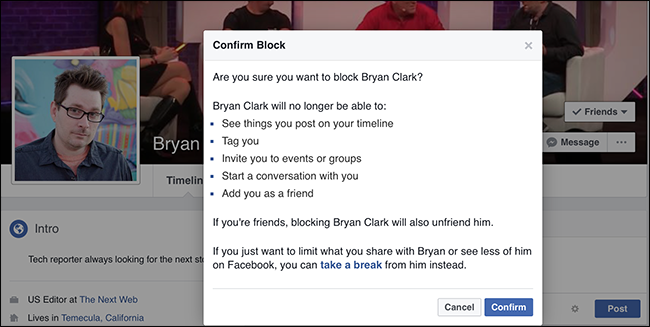 Confirm Block
×
Are you sure you want to block Bryan Clark?
Bryan Clark will no longer be able to:
• See things you post on your timeline
• Tag you
• Invite you to events or groups
• Start a conversation with you
• Add you as a friend
If you're friends, blocking Bryan Clark will also unfriend him.
If you just want to limit what you share with Bryan or see less of him
on Facebook, you can take a break from him instead.
Cancel Confirm
Friends
Bryan
Message ···
Intro
Tech reporter always looking for the next
US Editor at The Next Web
Lives in Temecula, California
Post